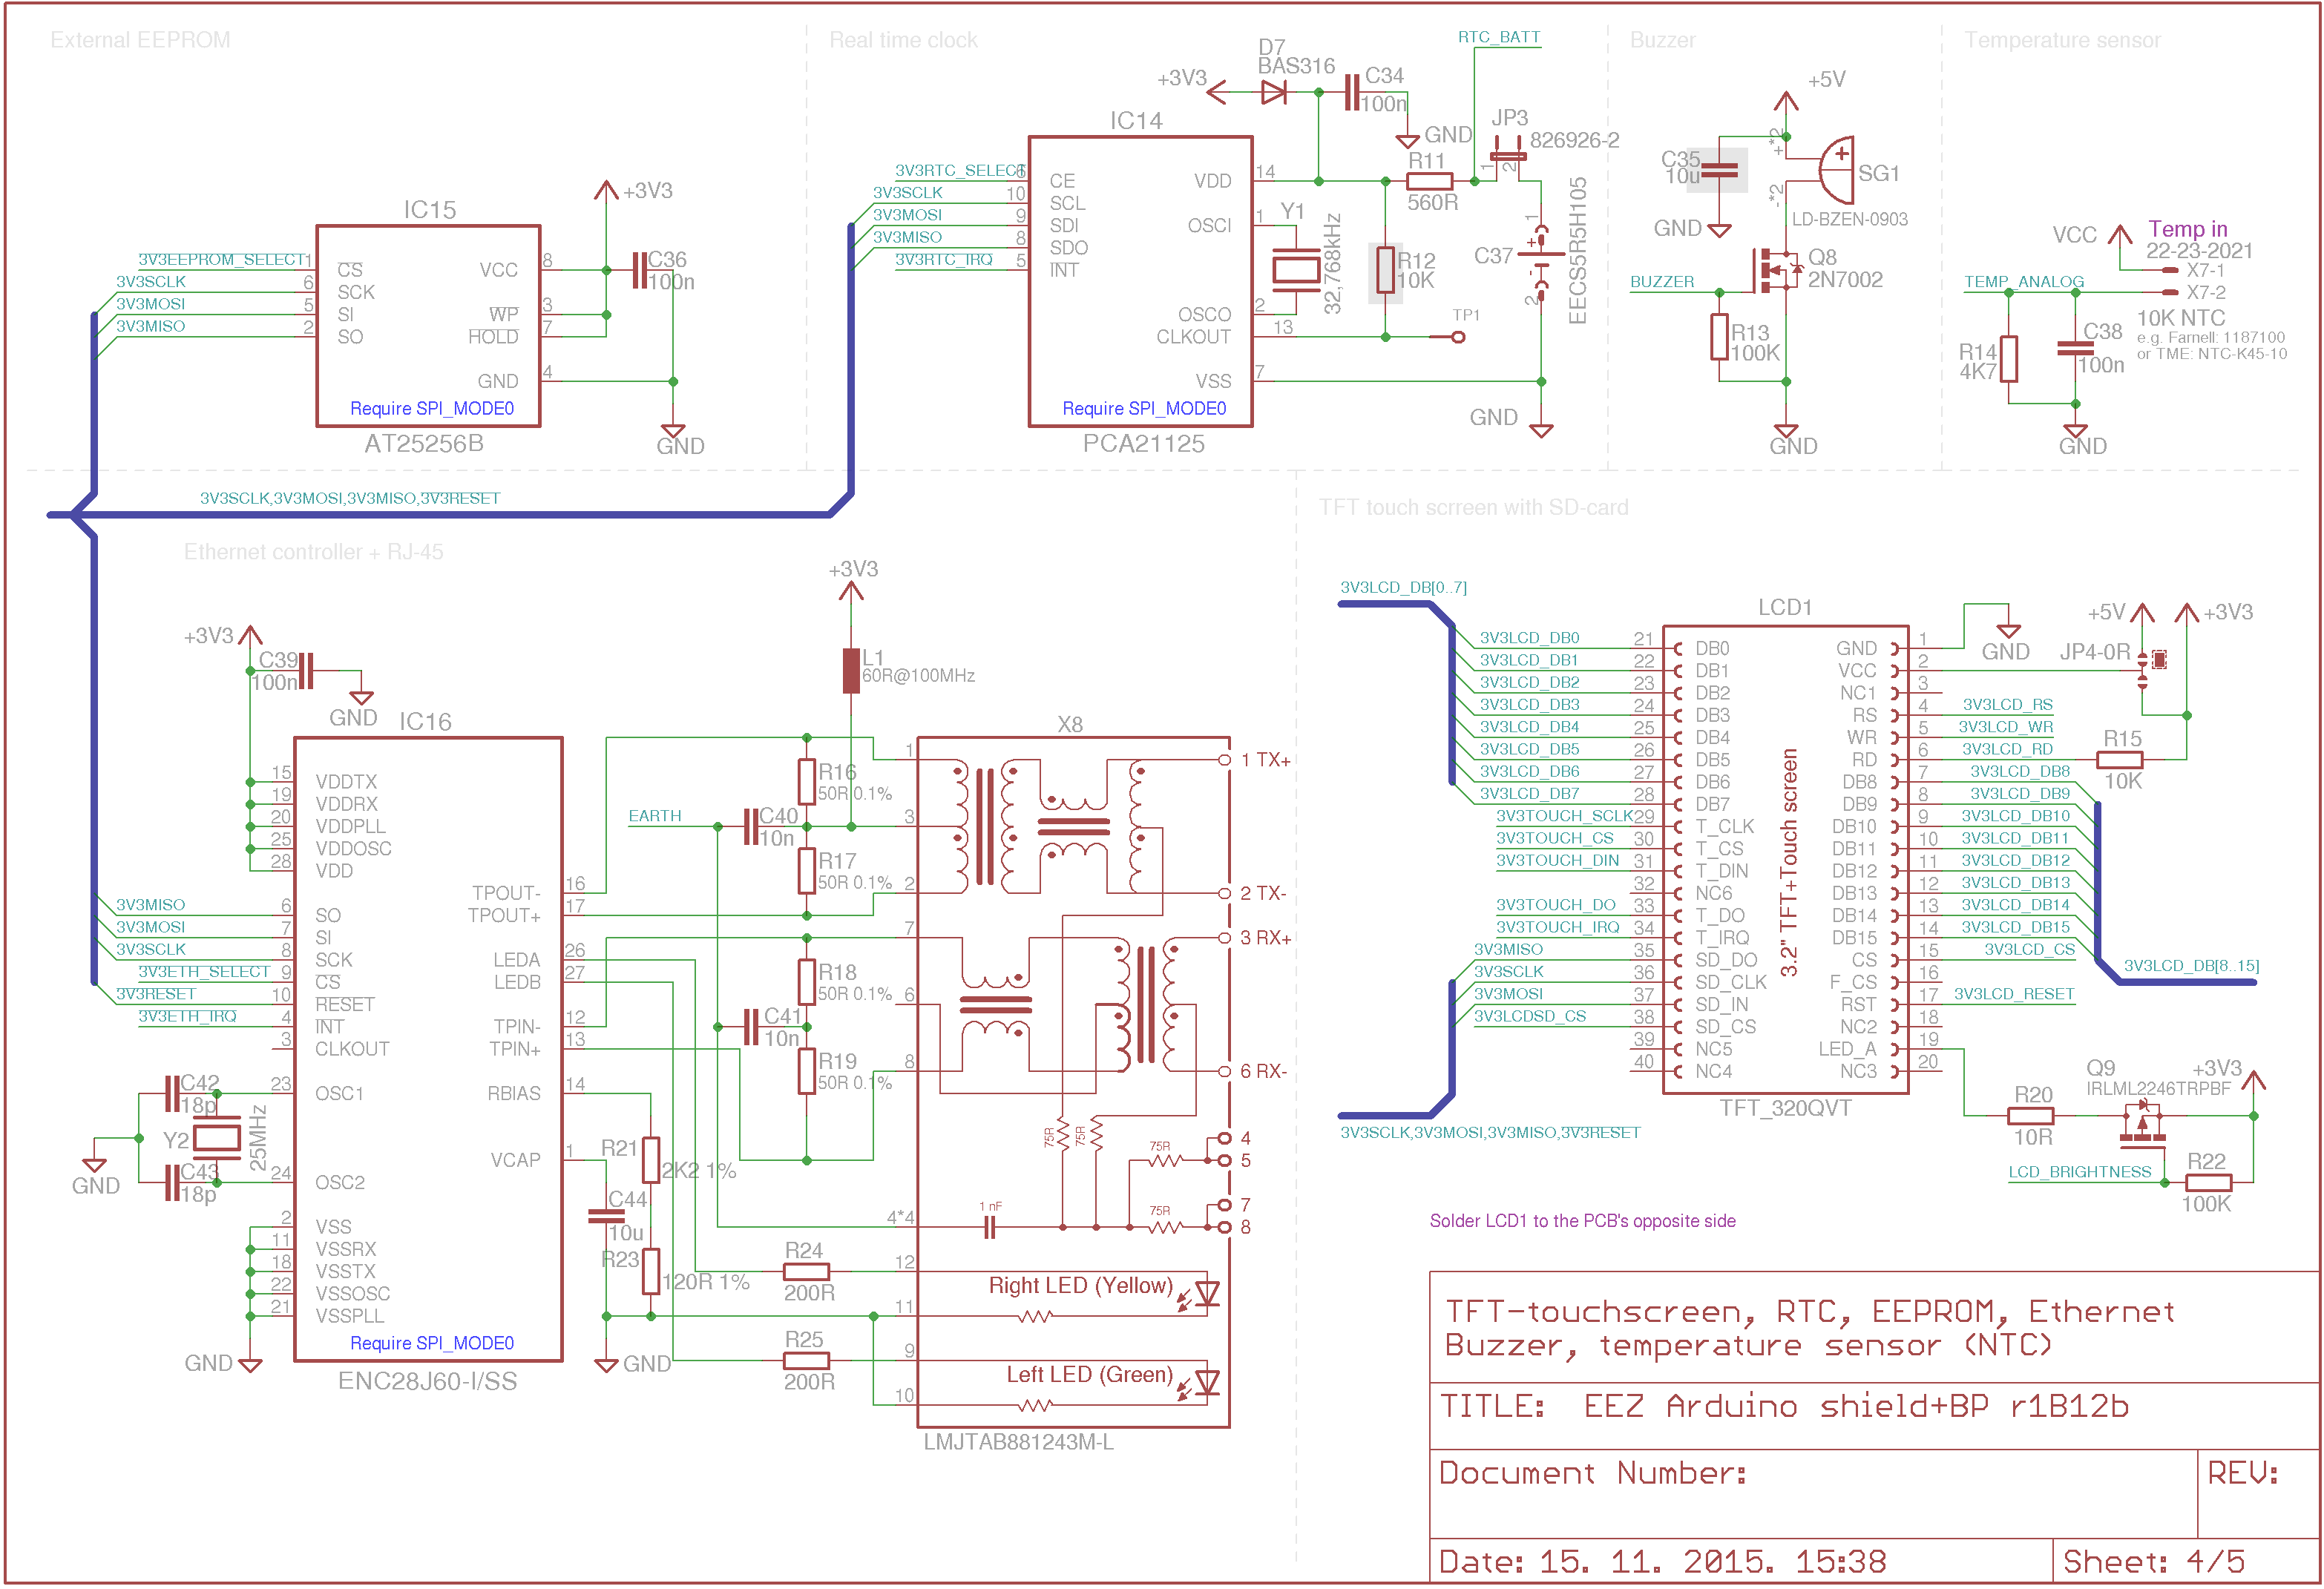 External EEPROM
Real time clock
Buzzer
Temperature sensor
IC15
+3V3
3V3EEPROM_SELECT
3V3SCLK
3V3MOSI
3V3MISO
1
6
5
2
CS
SCK
SI
SO
VCC
WP
HOLD
GND
8
3
7
4
C36
100n
Require SPI_MODE0
AT25256B
GND
D7
BAS316
+3V3
C34
100n
GND
RTC_BATT
JP3
826926-2
1
2
IC14
3V3RTC_SELECT
3V3SCLK
3V3MOSI
3V3MISO
3V3RTC_IRQ
6
10
9
8
5
CE
SCL
SDI
SDO
INT
VDD
OSCI
OSCO
CLKOUT
VSS
14
1
2
13
7
Y1
32,768kHz
R11
560R
R12
10K
TP1
C37
EECS5R5H105
1
+
-
2
GND
Require SPI_MODE0
PCA21125
+5V
C35
10u
GND
+*2
-*2
SG1
LD-BZEN-0903
Q8
2N7002
BUZZER
R13
100K
GND
VCC
Temp in
22-23-2021
X7-1
X7-2
TEMP_ANALOG
10K NTC
e.g. Farnell: 1187100
or TME: NTC-K45-10
R14
4K7
C38
100n
GND
3V3SCLK,3V3MOSI,3V3MISO,3V3RESET
Ethernet controller + RJ-45
+3V3
C39
100n
GND
IC16
15
19
20
25
28
VDDTX
VDDRX
VDDPLL
VDDOSC
VDD
3V3MISO
3V3MOSI
3V3SCLK
3V3ETH_SELECT
3V3RESET
3V3ETH_IRQ
6
7
8
9
10
4
3
SO
SI
SCK
CS
RESET
INT
CLKOUT
23
24
OSC1
OSC2
C42
18p
Y2
25MHz
C43
18p
GND
2
11
18
22
21
VSS
VSSRX
VSSTX
VSSOSC
VSSPLL
GND
Require SPI_MODE0
ENC28J60-I/SS
TPOUT-
TPOUT+
LEDA
LEDB
TPIN-
TPIN+
RBIAS
VCAP
16
17
26
27
12
13
14
1
+3V3
L1
60R@100MHz
EARTH
C40
10n
R16
50R 0.1%
R17
50R 0.1%
R18
50R 0.1%
C41
10n
R19
50R 0.1%
R21
2K2 1%
C44
10u
R23
120R 1%
GND
R24
200R
R25
200R
X8
1
3
2
7
6
8
4*4
12
11
9
10
1 TX+
2 TX-
3 RX+
6 RX-
4
5
7
8
75R
75R
75R
75R
1 nF
Right LED (Yellow)
Left LED (Green)
LMJTAB881243M-L
TFT touch scrreen with SD-card
3V3LCD_DB[0..7]
3V3LCD_DB0
3V3LCD_DB1
3V3LCD_DB2
3V3LCD_DB3
3V3LCD_DB4
3V3LCD_DB5
3V3LCD_DB6
3V3LCD_DB7
3V3TOUCH_SCLK
3V3TOUCH_CS
3V3TOUCH_DIN
3V3TOUCH_DO
3V3TOUCH_IRQ
3V3MISO
3V3SCLK
3V3MOSI
3V3LCDSD_CS
3V3SCLK,3V3MOSI,3V3MISO,3V3RESET
21
22
23
24
25
26
27
28
29
30
31
32
33
34
35
36
37
38
39
40
LCD1
DB0
DB1
DB2
DB3
DB4
DB5
DB6
DB7
T_CLK
T_CS
T_DIN
NC6
T_DO
T_IRQ
SD_DO
SD_CLK
SD_IN
SD_CS
NC5
NC4
3.2" TFT+Touch screen
GND
VCC
NC1
RS
WR
RD
DB8
DB9
DB10
DB11
DB12
DB13
DB14
DB15
CS
F_CS
RST
NC2
LED_A
NC3
TFT_320QVT
1
2
3
4
5
6
7
8
9
10
11
12
13
14
15
16
17
18
19
20
GND
+5V
+3V3
JP4-0R
3V3LCD_RS
3V3LCD_WR
3V3LCD_RD
3V3LCD_DB8
3V3LCD_DB9
3V3LCD_DB10
3V3LCD_DB11
3V3LCD_DB12
3V3LCD_DB13
3V3LCD_DB14
3V3LCD_DB15
3V3LCD_CS
3V3LCD_RESET
R15
10K
3V3LCD_DB[8..15]
Q9
IRLML2246TRPBF
+3V3
R20
10R
LCD_BRIGHTNESS
R22
100K
Solder LCD1 to the PCB's opposite side
TFT-touchscreen, RTC, EEPROM, Ethernet
Buzzer, temperature sensor (NTC)
TITLE: EEZ Arduino shield+BP r1B12b
Document Number:
REV:
Date: 15. 11. 2015. 15:38
Sheet: 4/5